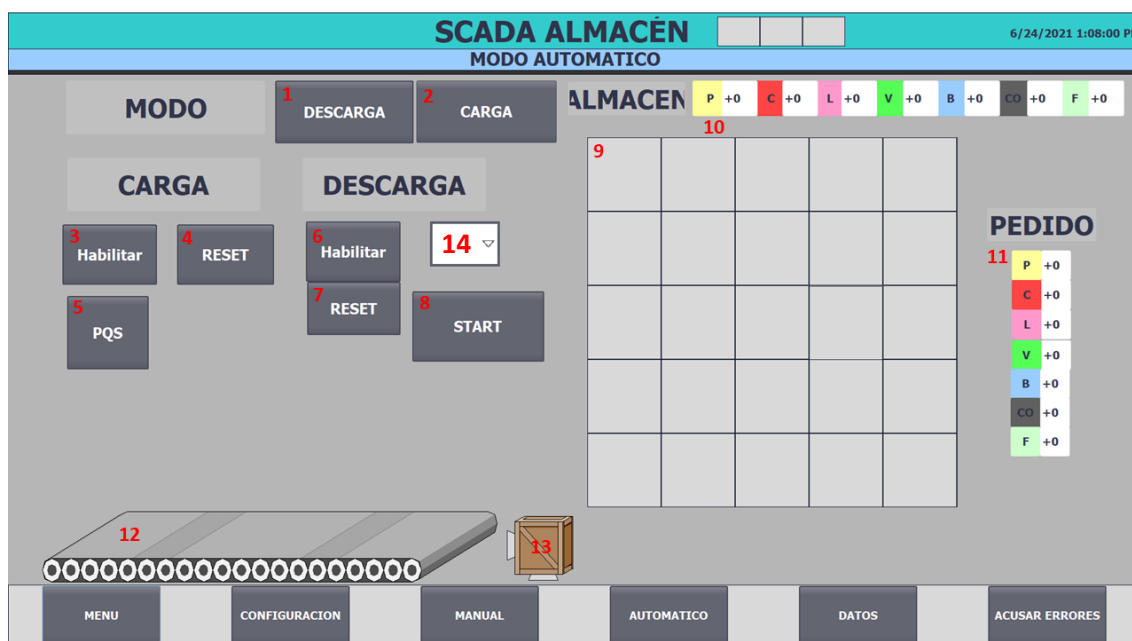 SCADA ALMACÉN
6/24/2021 1:08:00 P
MODO AUTOMATICO
MODO
1 DESCARGA
2 CARGA
ALMACEN
P +0 C +0 L +0 V +0 B +0 CO +0 F +0
10
9
CARGA
DESCARGA
3 Habilitar
4 RESET
6 Habilitar
14
5 PQS
7 RESET
8 START
PEDIDO
11
P +0
C +0
L +0
V +0
B +0
CO +0
F +0
12
13
MENU
CONFIGURACION
MANUAL
AUTOMATICO
DATOS
ACUSAR ERRORES